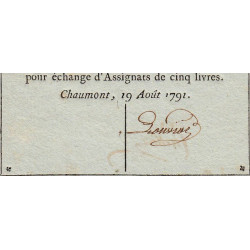 pour échange d'Assignats de cinq livres.
Chaumont, 19 Août 1791.